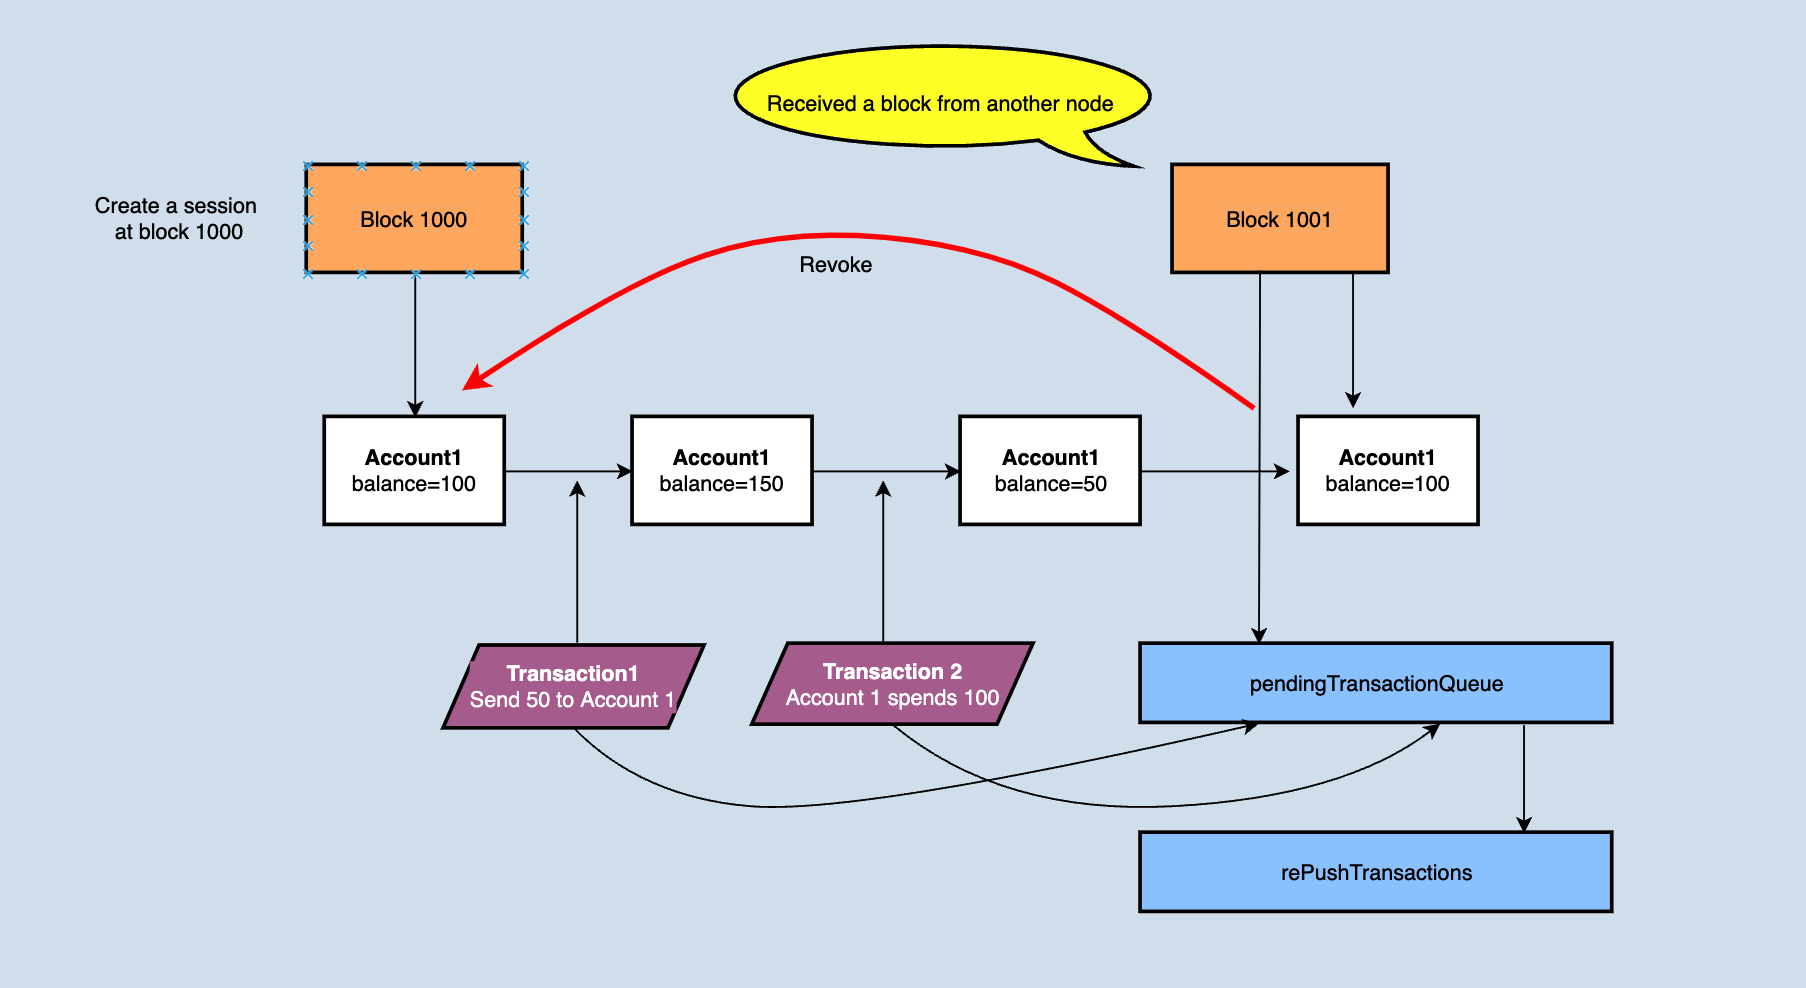 Received a block from another node
Create a session
at block 1000
Block 1000
Block 1001
Revoke
Account1
balance=100
Account1
balance=150
Account1
balance=50
Account1
balance=100
Transaction1
Send 50 to Account 1
Transaction 2
Account 1 spends 100
pendingTransactionQueue
rePushTransactions